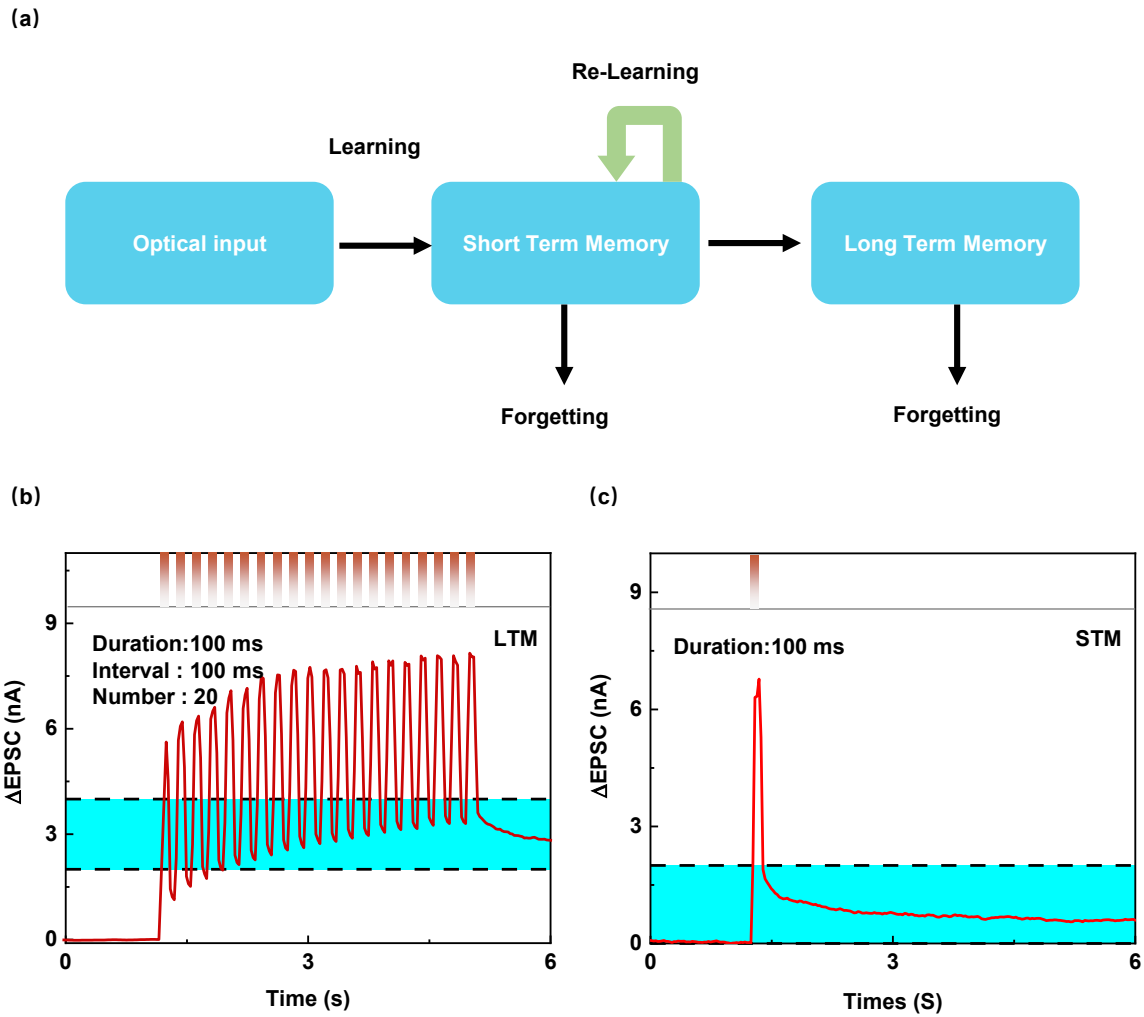 (a)
Re-Learning
Learning
Optical input
Short Term Memory
Long Term Memory
Forgetting
Forgetting
(b)
9
6
3
0
0
3
6
ΔEPSC (nA)
Time (s)
Duration:100 ms
Interval : 100 ms
Number : 20
LTM
(c)
9
6
3
0
0
3
6
ΔEPSC (nA)
Times (S)
Duration:100 ms
STM